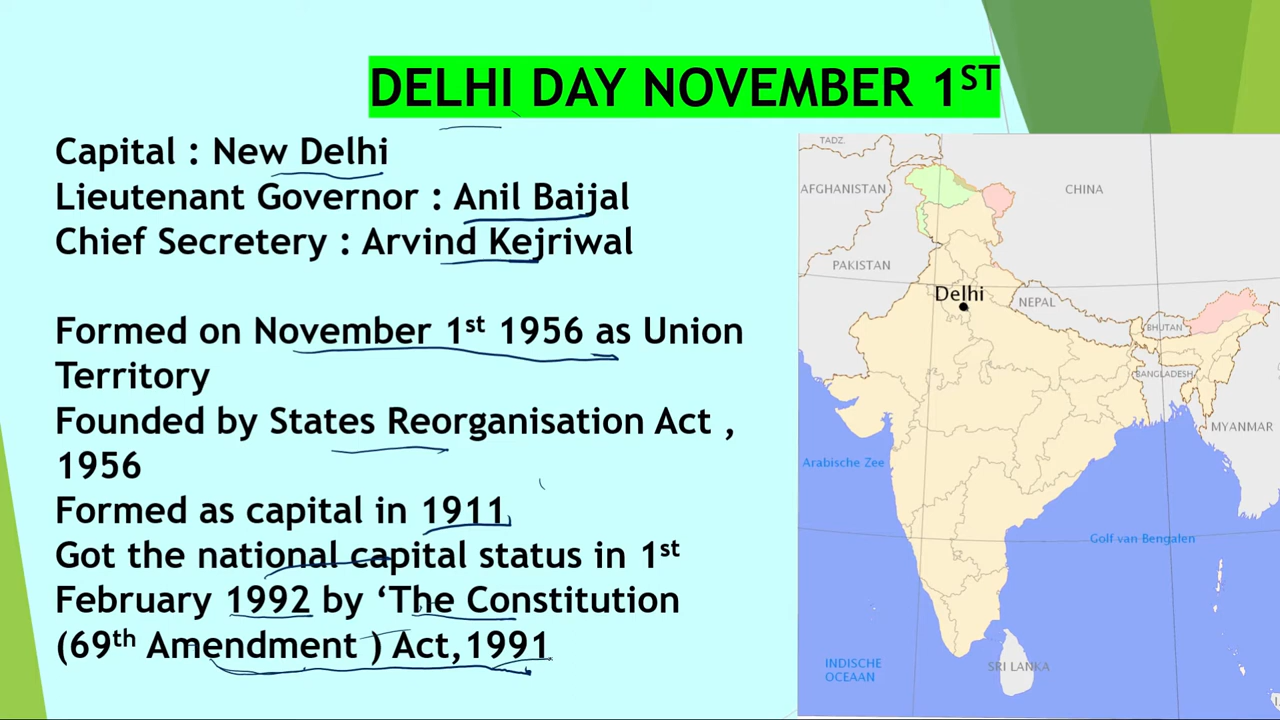 DELHI DAY NOVEMBER 1ST
Capital : New Delhi
Lieutenant Governor : Anil Baijal
Chief Secretery : Arvind Kejriwal
Formed on November 1st 1956 as Union
Territory
Founded by States Reorganisation Act ,
1956
Formed as capital in 1911
Got the national capital status in 1st
February 1992 by ‘The Constitution
(69th Amendment ) Act,1991
TADZ.
AFGHANISTAN
CHINA
PAKISTAN
Delhi
NEPAL
BHUTAN
BANGLADESH
MYANMAR
Arabische Zee
Golf van Bengalen
INDISCHE
OCEAAN
SRI LANKA